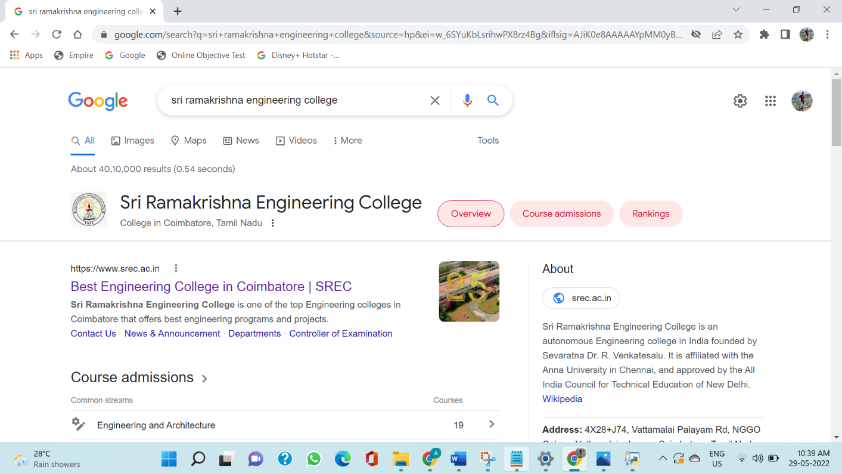 sri ramakrishna engineering colle
google.com/search?q=sri+ramakrishna+engineering+college&source=hp&ei=w_65YuKbLsrihwPX8rz4Bg&iflsig=AJiK0e8AAAAAYpMM0y8...
Apps Empire Google Online Objective Test Disney+ Hotstar -...
Google sri ramakrishna engineering college
All Images Maps News Videos More Tools
About 40,10,000 results (0.54 seconds)
Sri Ramakrishna Engineering College
College in Coimbatore, Tamil Nadu
Overview Course admissions Rankings
https://www.srec.ac.in
Best Engineering College in Coimbatore | SREC
Sri Ramakrishna Engineering College is one of the top Engineering colleges in
Coimbatore that offers best engineering programs and projects.
Contact Us · News & Announcement · Departments · Controller of Examination
25
Course admissions
Common streams Courses
Engineering and Architecture 19
About
srec.ac.in
Sri Ramakrishna Engineering College is an
autonomous Engineering college in India founded by
Sevaratna Dr. R. Venkatesalu. It is affiliated with the
Anna University in Chennai, and approved by the All
India Council for Technical Education of New Delhi.
Wikipedia
Address: 4X28+J74, Vattamalai Palayam Rd, NGGO
28°C
Rain showers
ENG
US
10:39 AM
29-05-2022